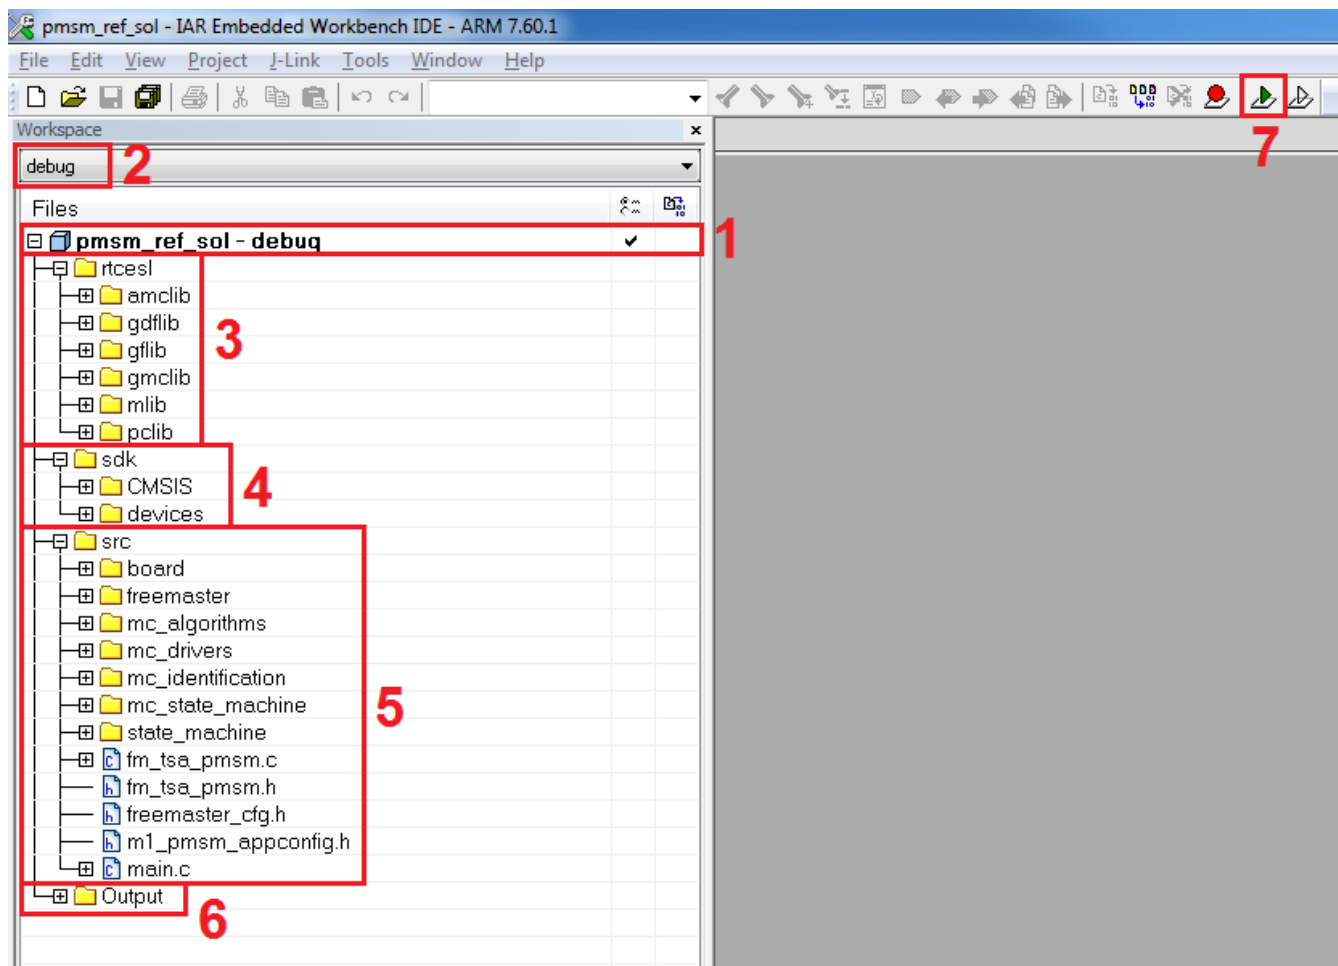 pmsm_ref_sol - IAR Embedded Workbench IDE - ARM 7.60.1
File Edit View Project J-Link Tools Window Help
Workspace
7
debug
2
Files
pmsm_ref_sol - debug
1
rtcesl
amclib
gdflib
3
gflib
gmclib
mlib
pclib
sdk
CMSIS
4
devices
src
board
freemaster
mc_algorithms
mc_drivers
mc_identification
mc_state_machine
5
state_machine
fm_tsa_pmsm.c
fm_tsa_pmsm.h
freemaster_cfg.h
m1_pmsm_appconfig.h
main.c
Output
6